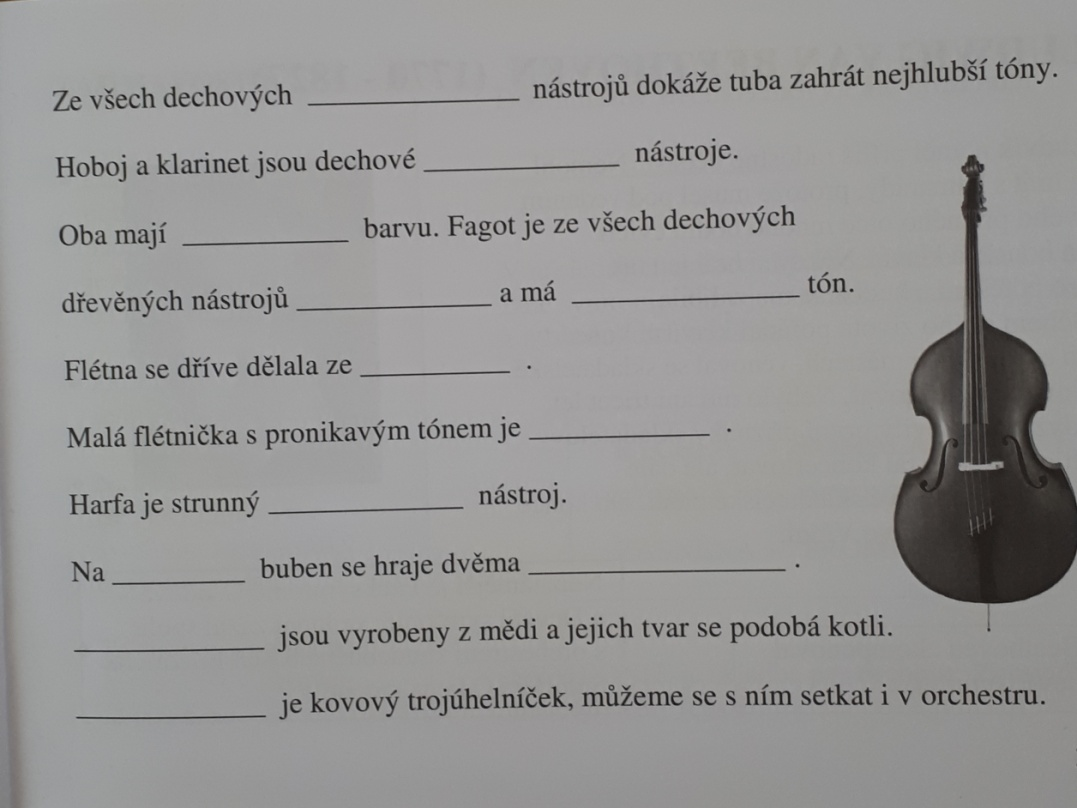 Ze všech dechových ______________ nástrojů dokáže tuba zahrát nejhlubší tóny.
Hoboj a klarinet jsou dechové _____________ nástroje.
Oba mají ___________ barvu. Fagot je ze všech dechových
dřevěných nástrojů _____________ a má _______________ tón.
Flétna se dříve dělala ze __________ .
Malá flétnička s pronikavým tónem je ____________ .
Harfa je strunný _____________ nástroj.
Na _________ buben se hraje dvěma _________________ .
_____________ jsou vyrobeny z mědi a jejich tvar se podobá kotli.
_____________ je kovový trojúhelníček, můžeme se s ním setkat i v orchestru.